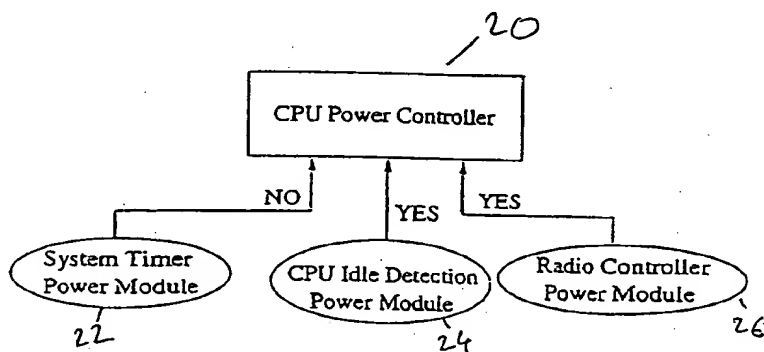 20
CPU Power Controller
NO
YES
YES
System Timer
Power Module
CPU Idle Detection
Power Module
Radio Controller
Power Module
22
24
26